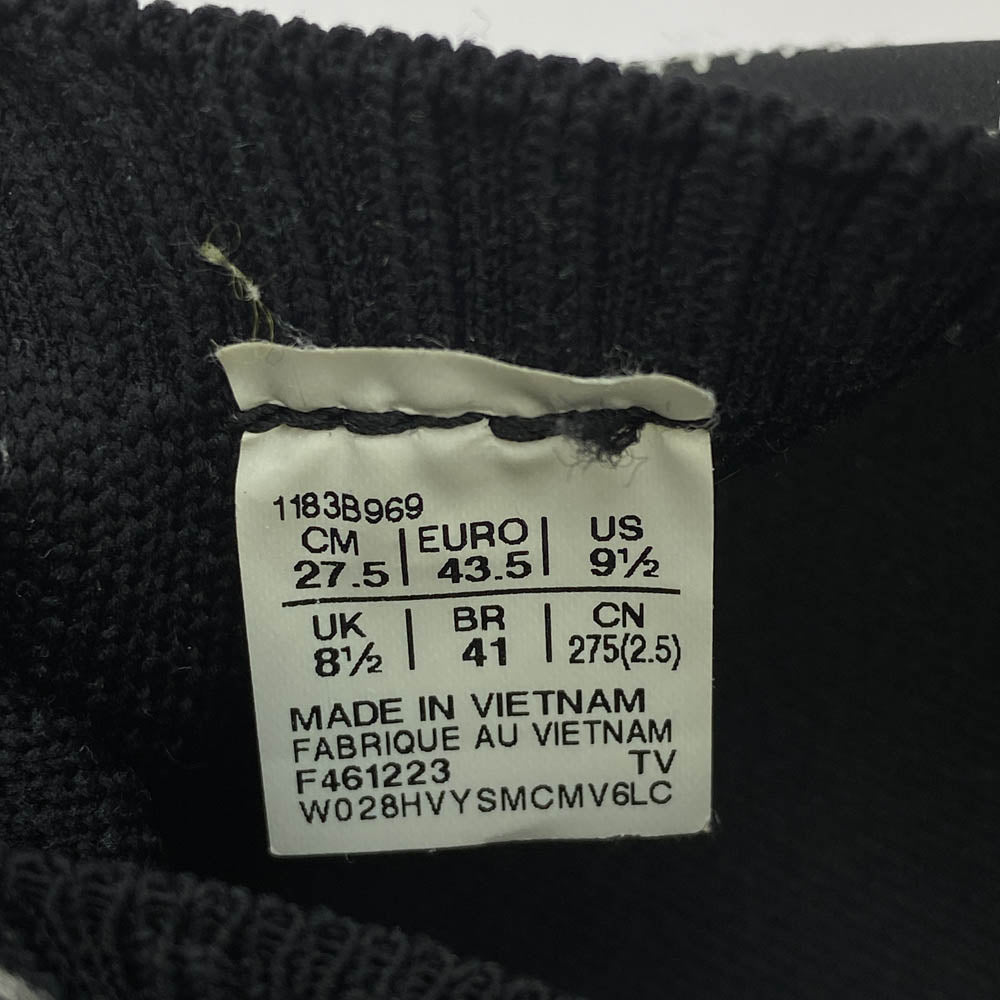 1183B969
CM | EURO | US
27.5 | 43.5 | 9½
UK | BR | CN
8½ | 41 | 275(2.5)
MADE IN VIETNAM
FABRIQUE AU VIETNAM
F461223 TV
W028HVYSMCMV6LC